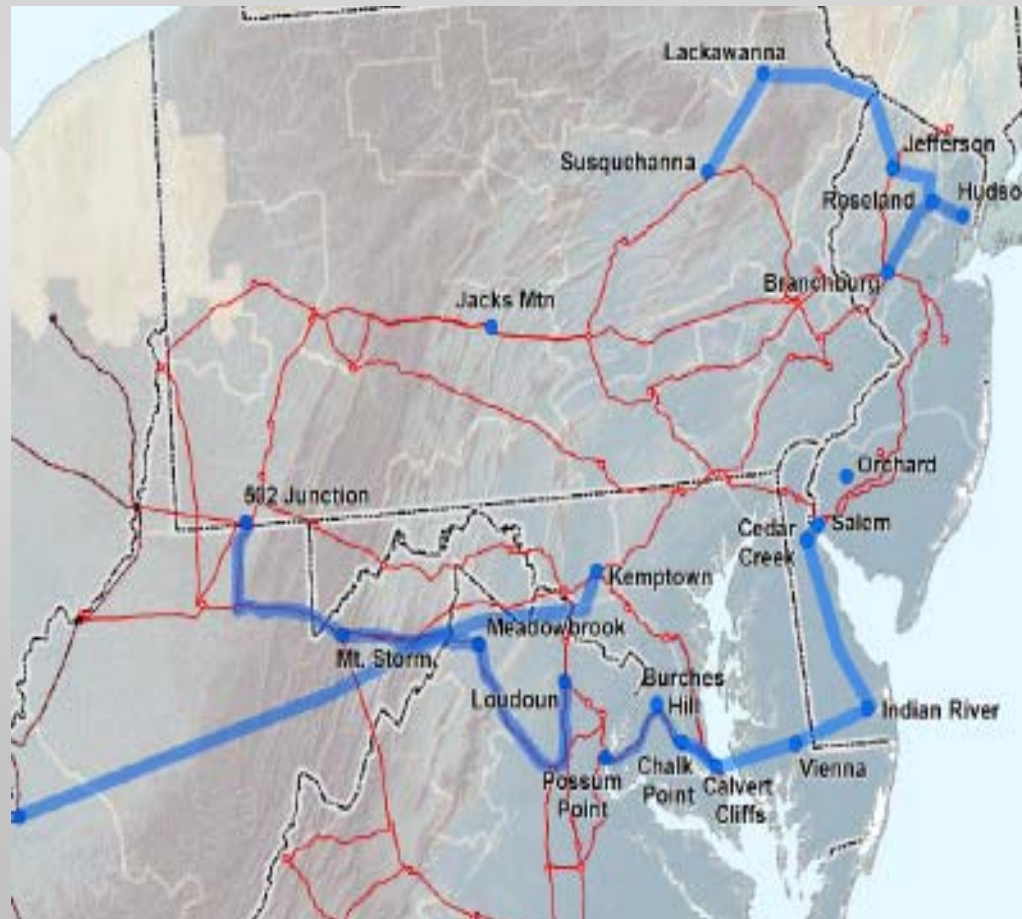 Lackawanna
Susquehanna
Jefferson
Roseland
Hudso
Branchburg
Jacks Mtn
Orchard
502 Junction
Salem
Cedar
Creek
Kemptown
Meadowbrook
Mt. Storm
Burches
Hill
Loudoun
Indian River
Possum
Point
Chalk
Point
Calvert
Cliffs
Vienna